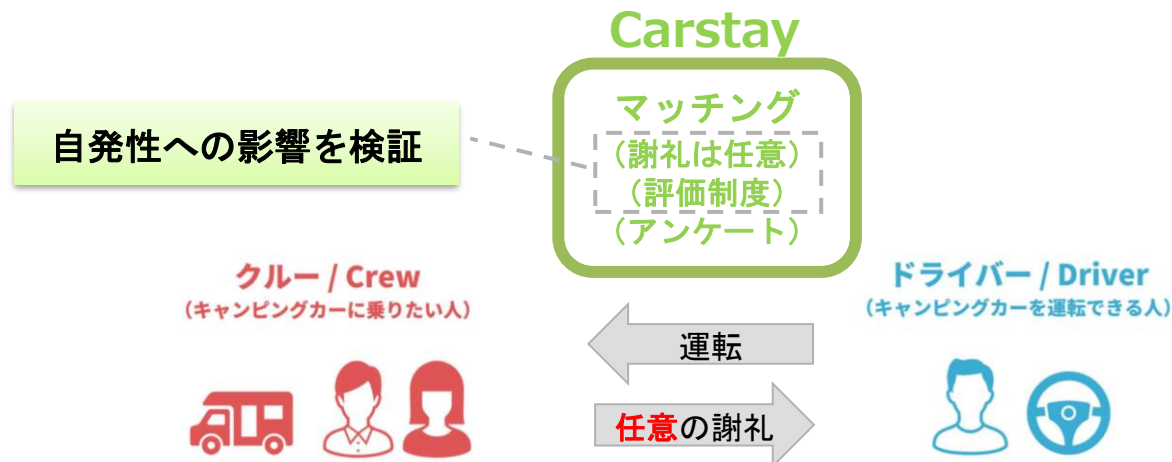 Carstay
マッチング
（謝礼は任意）
（評価制度）
（アンケート）
自発性への影響を検証
クルー / Crew
（キャンピングカーに乗りたい人）
ドライバー / Driver
（キャンピングカーを運転できる人）
運転
任意の謝礼